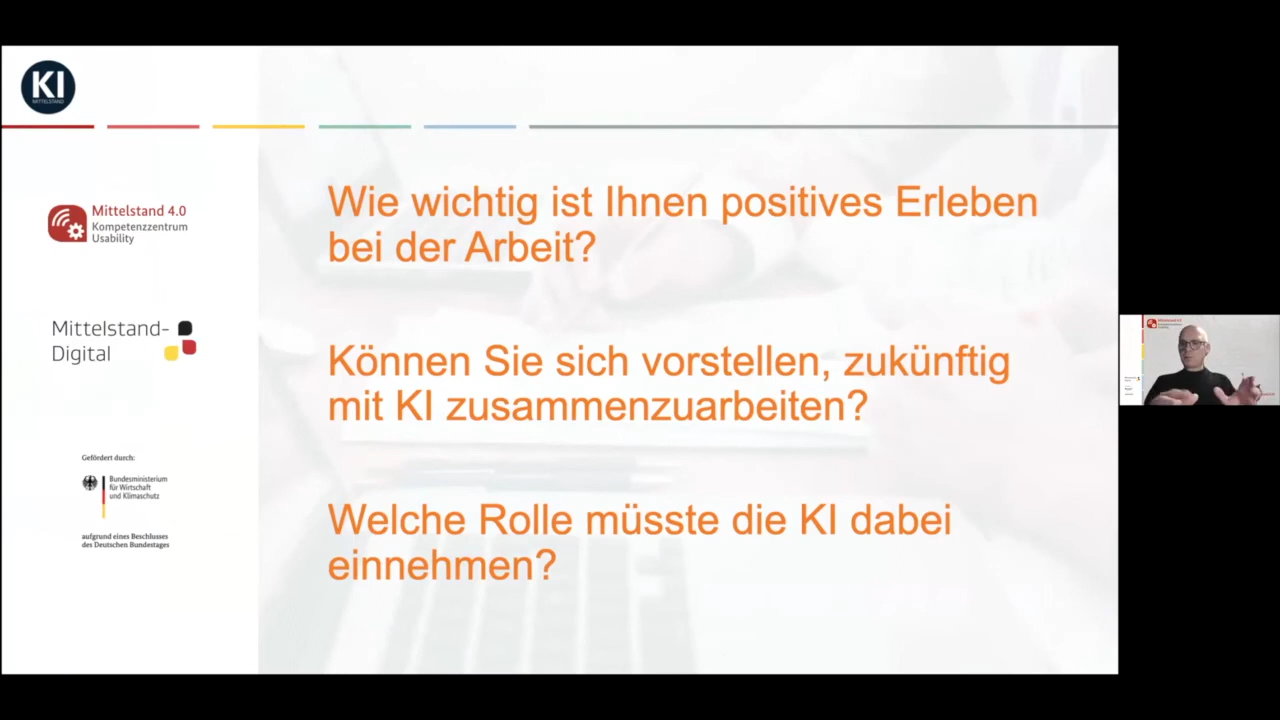 KI
MITTELSTAND
Mittelstand 4.0
Kompetenzzentrum
Usability
Mittelstand-
Digital
Gefördert durch:
Bundesministerium
für Wirtschaft
und Klimaschutz
aufgrund eines Beschlusses
des Deutschen Bundestages
Wie wichtig ist Ihnen positives Erleben
bei der Arbeit?
Können Sie sich vorstellen, zukünftig
mit KI zusammenzuarbeiten?
Welche Rolle müsste die KI dabei
einnehmen?